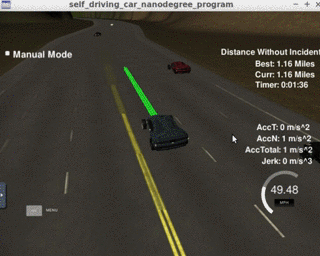 self_driving_car_nanodegree_program
Manual Mode
Distance Without Incident
Best: 1.16 Miles
Curr: 1.16 Miles
Timer: 0:01:36
AccT: 0 m/s^2
AccN: 1 m/s^2
AccTotal: 1 m/s^2
Jerk: 0 m/s^3
49.48
MPH
MENU